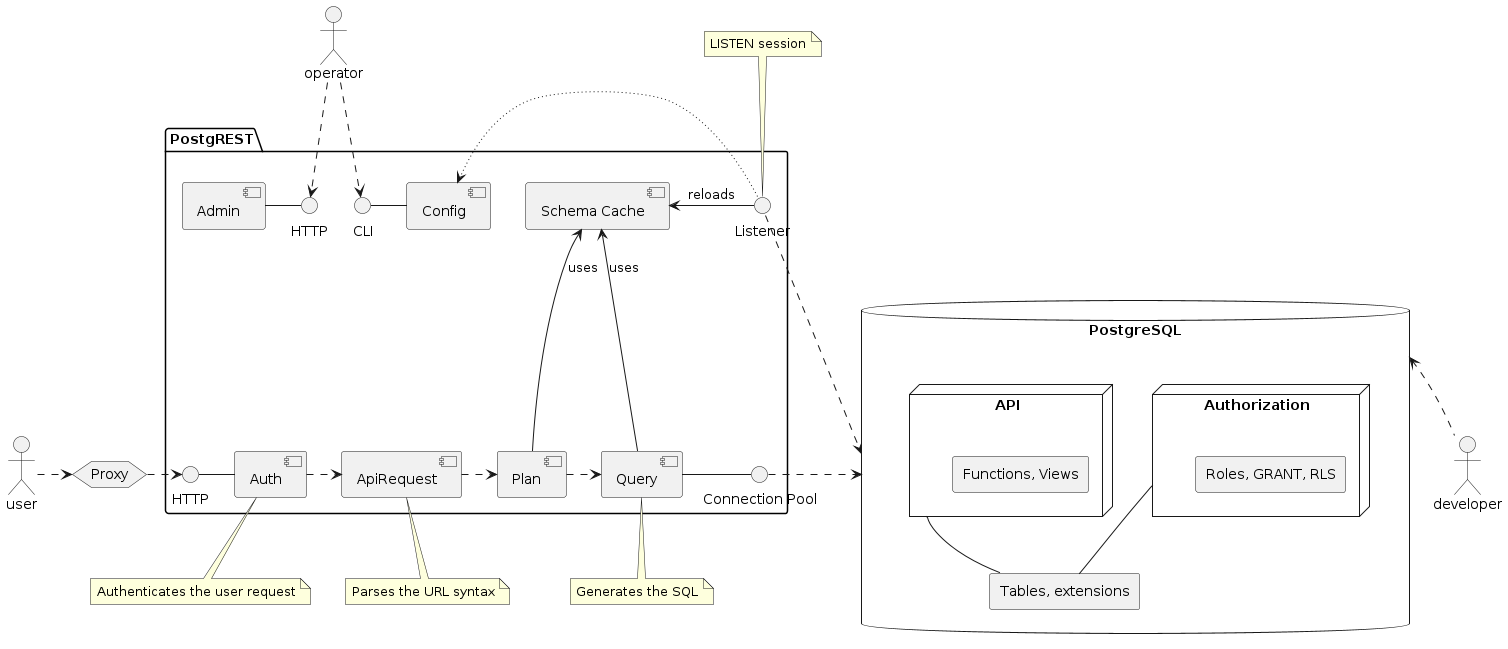 operator
LISTEN session
PostgREST
Admin
HTTP
CLI
Config
Schema Cache
reloads
Listener
uses
uses
PostgreSQL
API
Authorization
Functions, Views
Roles, GRANT, RLS
user
Proxy
HTTP
Auth
ApiRequest
Plan
Query
Connection Pool
developer
Authenticates the user request
Parses the URL syntax
Generates the SQL
Tables, extensions